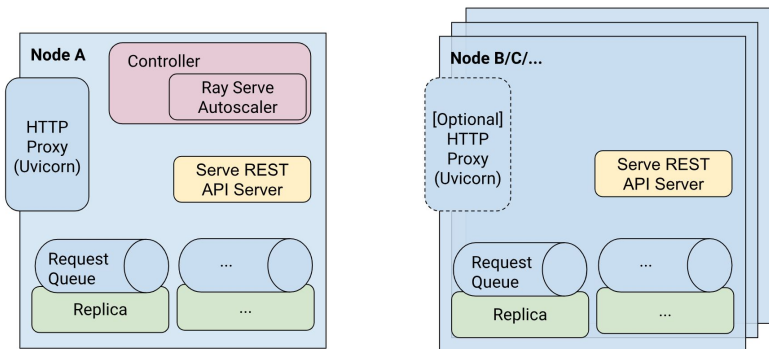 Node A
Controller
Ray Serve
Autoscaler
HTTP
Proxy
(Uvicorn)
Serve REST
API Server
Request
Queue
...
Replica
...
Node B/C/...
[Optional]
HTTP
Proxy
(Uvicorn)
Serve REST
API Server
Request
Queue
...
Replica
...